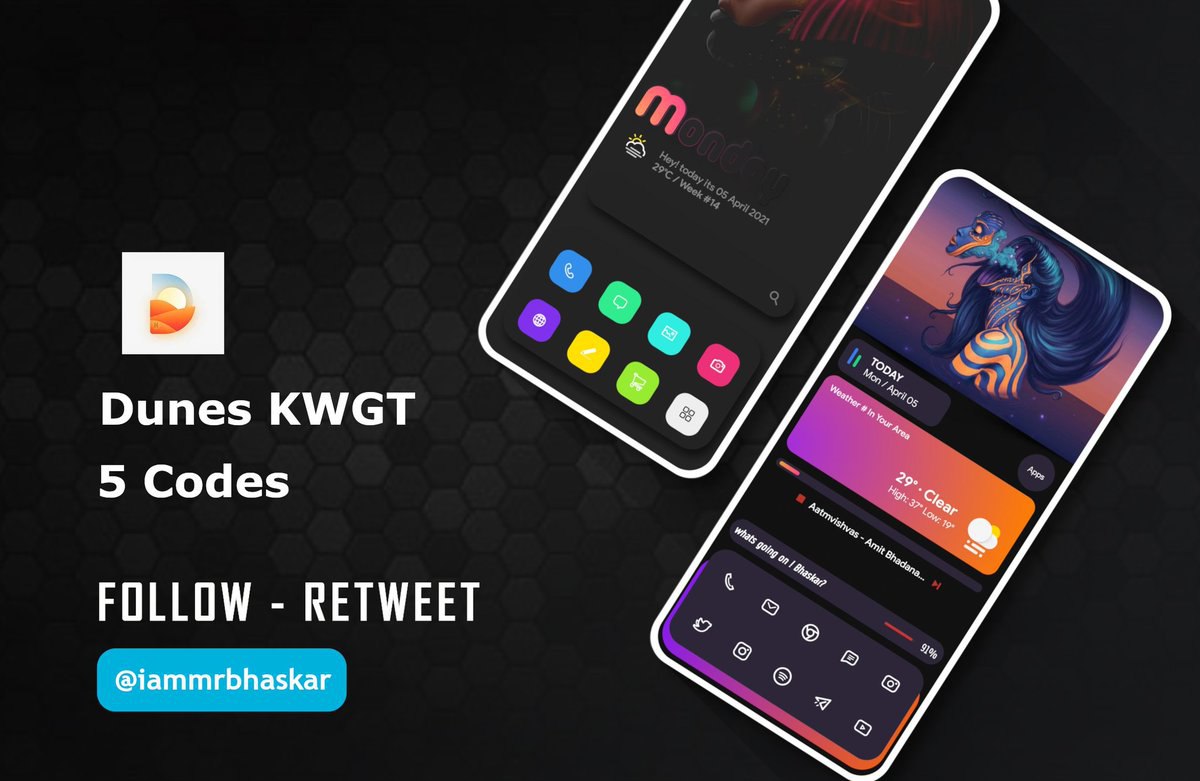 Dunes KWGT
5 Codes
FOLLOW - RETWEET
@iammrbhaskar
monday
Hey! today its 05 April 2021
29°C / Week #14
TODAY
Mon / April 05
Weather # In Your Area
Apps
29° · Clear
High: 37° Low: 19°
Aatmvishvas - Amit Bhadana...
whats going on | Bhaskar?
91%